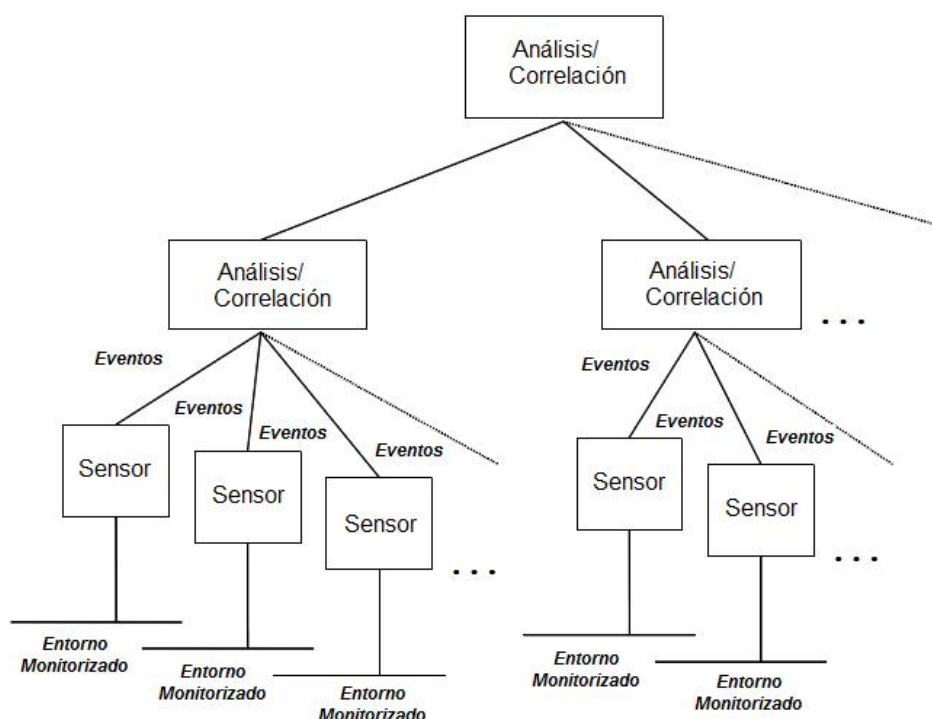 Análisis/
Correlación
Análisis/
Correlación
Análisis/
Correlación
. . .
Eventos
Eventos
Eventos
Eventos
Eventos
Eventos
Eventos
Sensor
Sensor
Sensor
. . .
Sensor
Sensor
. . .
Entorno
Monitorizado
Entorno
Monitorizado
Entorno
Monitorizado
Entorno
Monitorizado
Entorno
Monitorizado